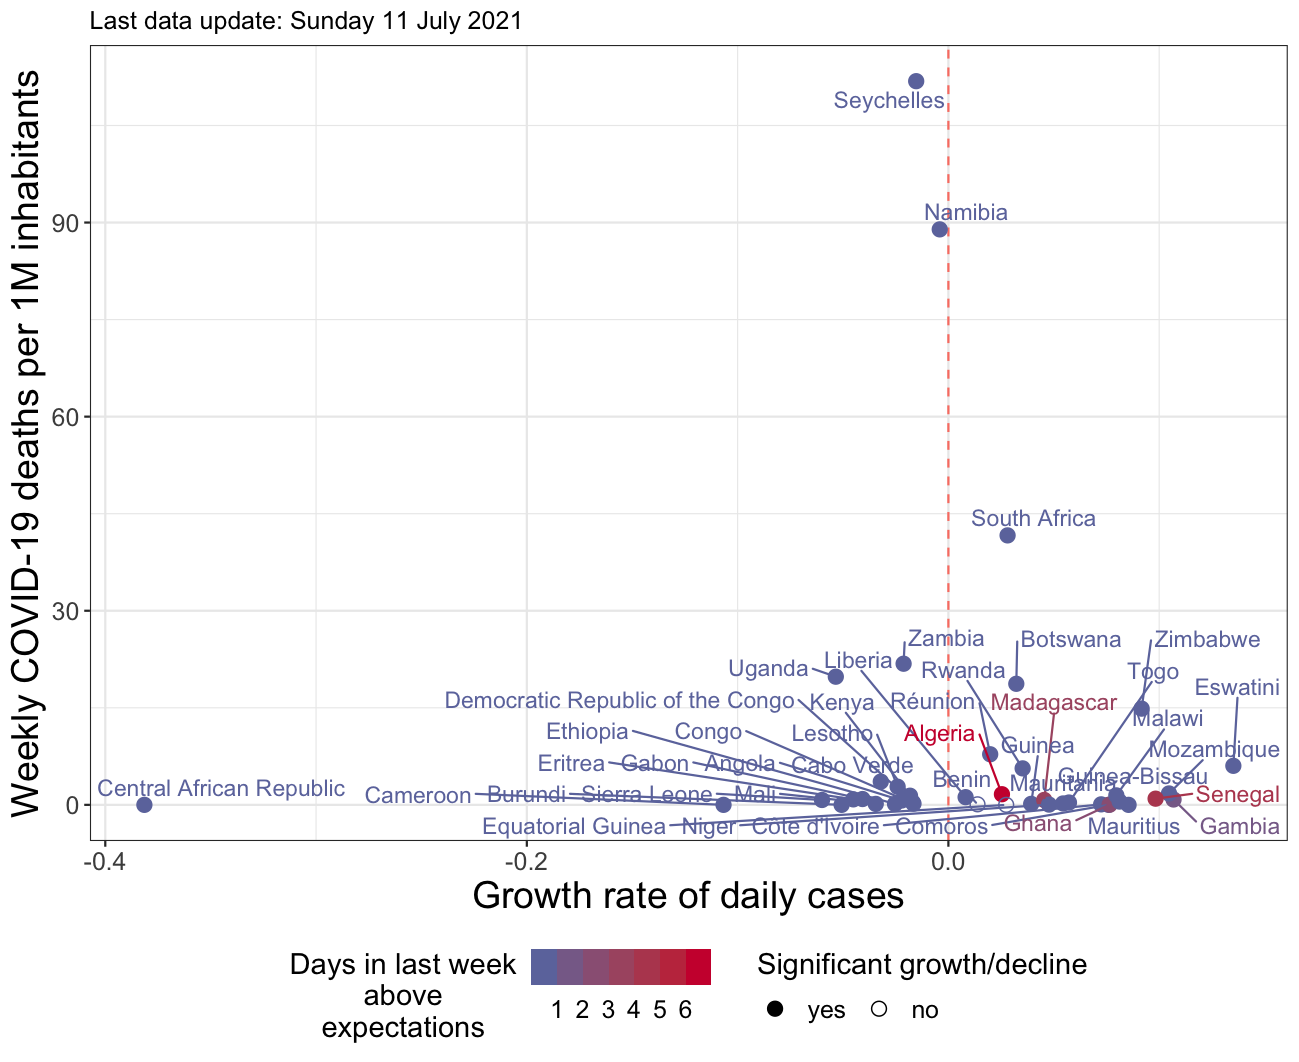 Last data update: Sunday 11 July 2021
Weekly COVID-19 deaths per 1M inhabitants
90
60
30
0
Seychelles
Namibia
South Africa
Zambia
Botswana
Zimbabwe
Liberia
Uganda
Rwanda
Togo
Eswatini
Democratic Republic of the Congo
Kenya
Réunion
Madagascar
Malawi
Ethiopia
Congo
Lesotho
Algeria
Guinea
Mozambique
Eritrea
Gabon
Angola
Cabo Verde
Benin
Mauritania
Guinea-Bissau
Central African Republic
Cameroon
Burundi
Sierra Leone
Mali
Senegal
Equatorial Guinea
Niger
Côte d'Ivoire
Comoros
Ghana
Mauritius
Gambia
-0.4
-0.2
0.0
Growth rate of daily cases
Days in last week
above
expectations
1 2 3 4 5 6
Significant growth/decline
yes
no